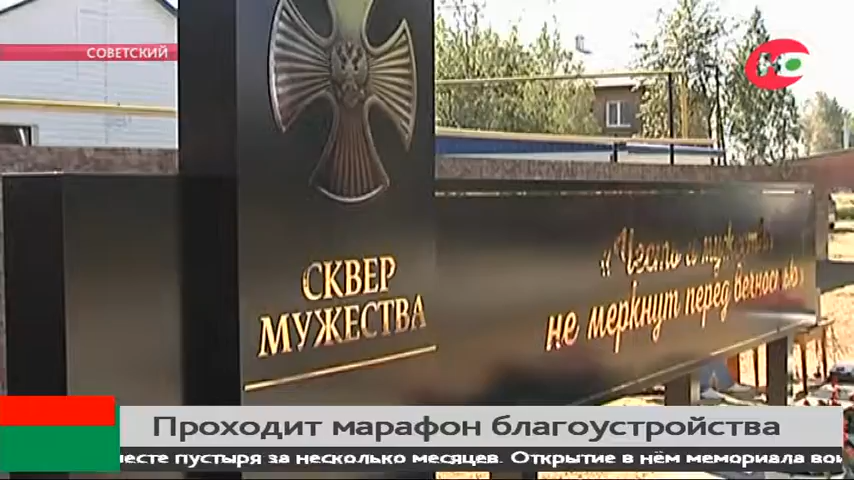 СОВЕТСКИЙ
СКВЕР
МУЖЕСТВА
«Честь и мужество
не меркнут перед вечностью»
Проходит марафон благоустройства
месте пустыря за несколько месяцев. Открытие в нём мемориала вои